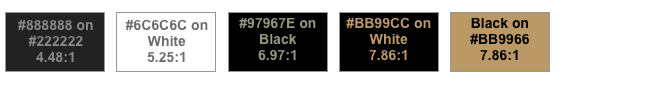 #888888 on
#222222
4.48:1
#6C6C6C on
White
5.25:1
#97967E on
Black
6.97:1
#BB99CC on
White
7.86:1
Black on
#BB9966
7.86:1